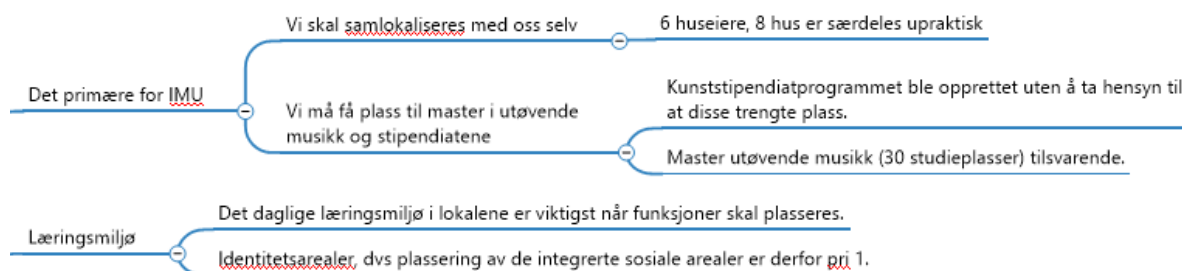 Vi skal samlokaliseres med oss selv
6 huseiere, 8 hus er særdeles upraktisk
Det primære for IMU
Vi må få plass til master i utøvende
musikk og stipendiatene
Kunststipendiatprogrammet ble opprettet uten å ta hensyn til
at disse trengte plass.
Master utøvende musikk (30 studieplasser) tilsvarende.
Læringsmiljø
Det daglige læringsmiljø i lokalene er viktigst når funksjoner skal plasseres.
Identitetsarealer, dvs plassering av de integrerte sosiale arealer er derfor pri 1.